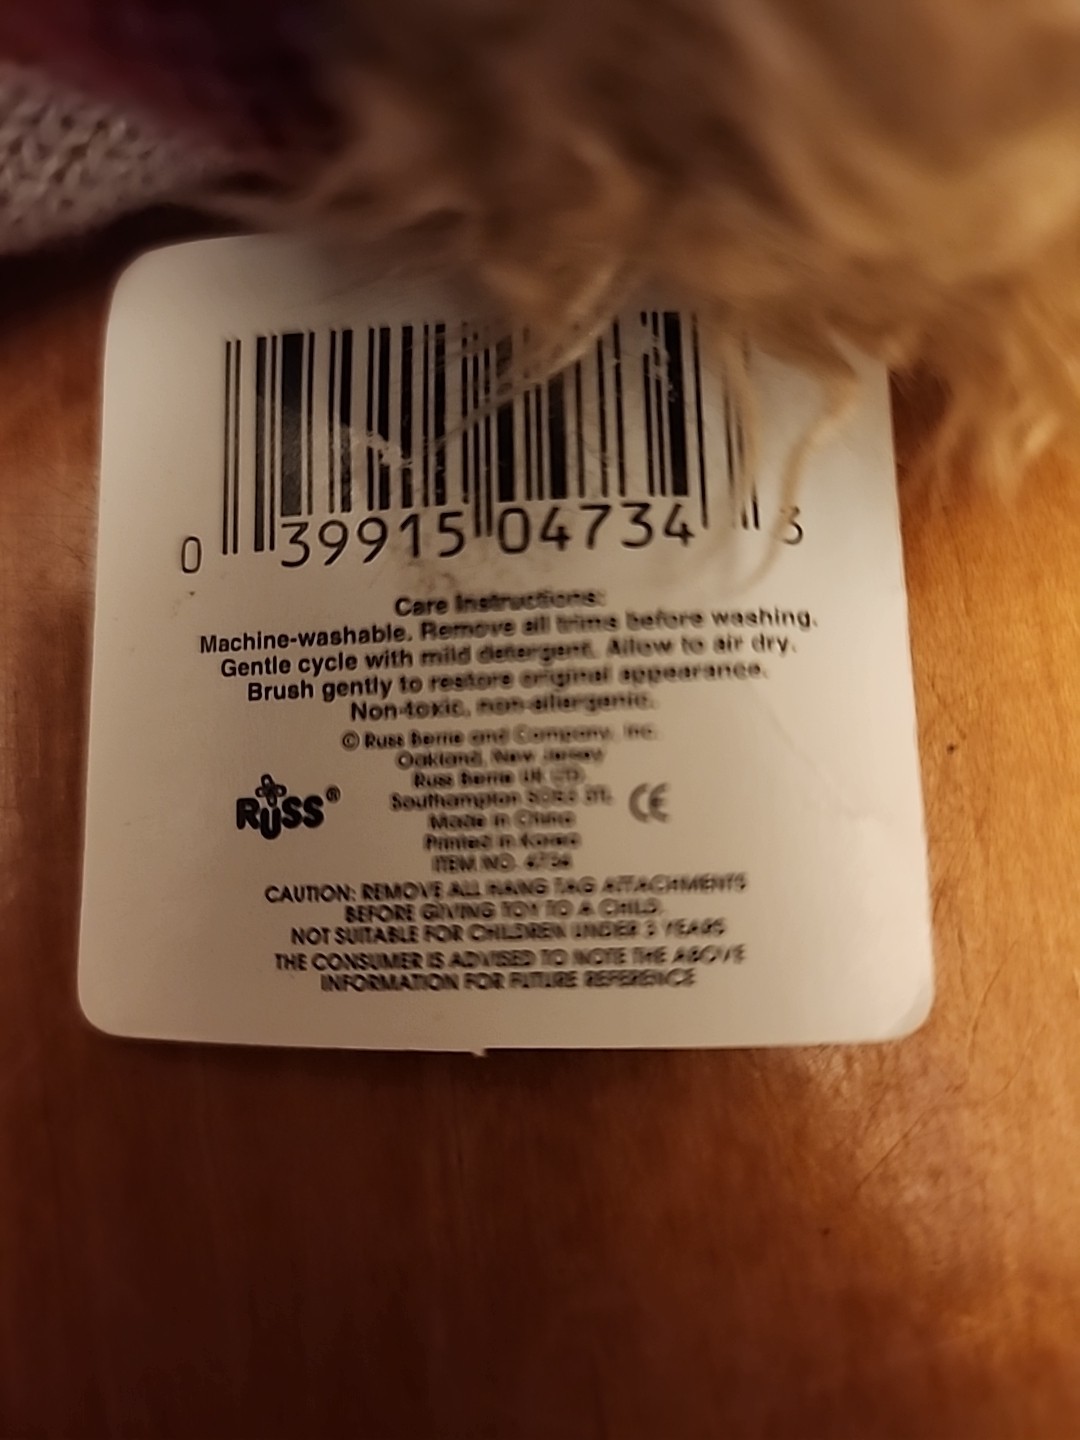 0 39915 04734 3
Care Instructions:
Machine-washable. Remove all trims before washing.
Gentle cycle with mild detergent. Allow to air dry.
Brush gently to restore original appearance.
Non-toxic, non-allergenic.
© Russ Berrie and Company, Inc.
Oakland, New Jersey
Russ Berrie UK LTD.
Southampton
Made in China
Printed in Korea
ITEM NO. 4734
RUSS®
CE
CAUTION: REMOVE ALL HANG TAG ATTACHMENTS
BEFORE GIVING TOY TO A CHILD.
NOT SUITABLE FOR CHILDREN UNDER 3 YEARS
THE CONSUMER IS ADVISED TO NOTE THE ABOVE
INFORMATION FOR FUTURE REFERENCE